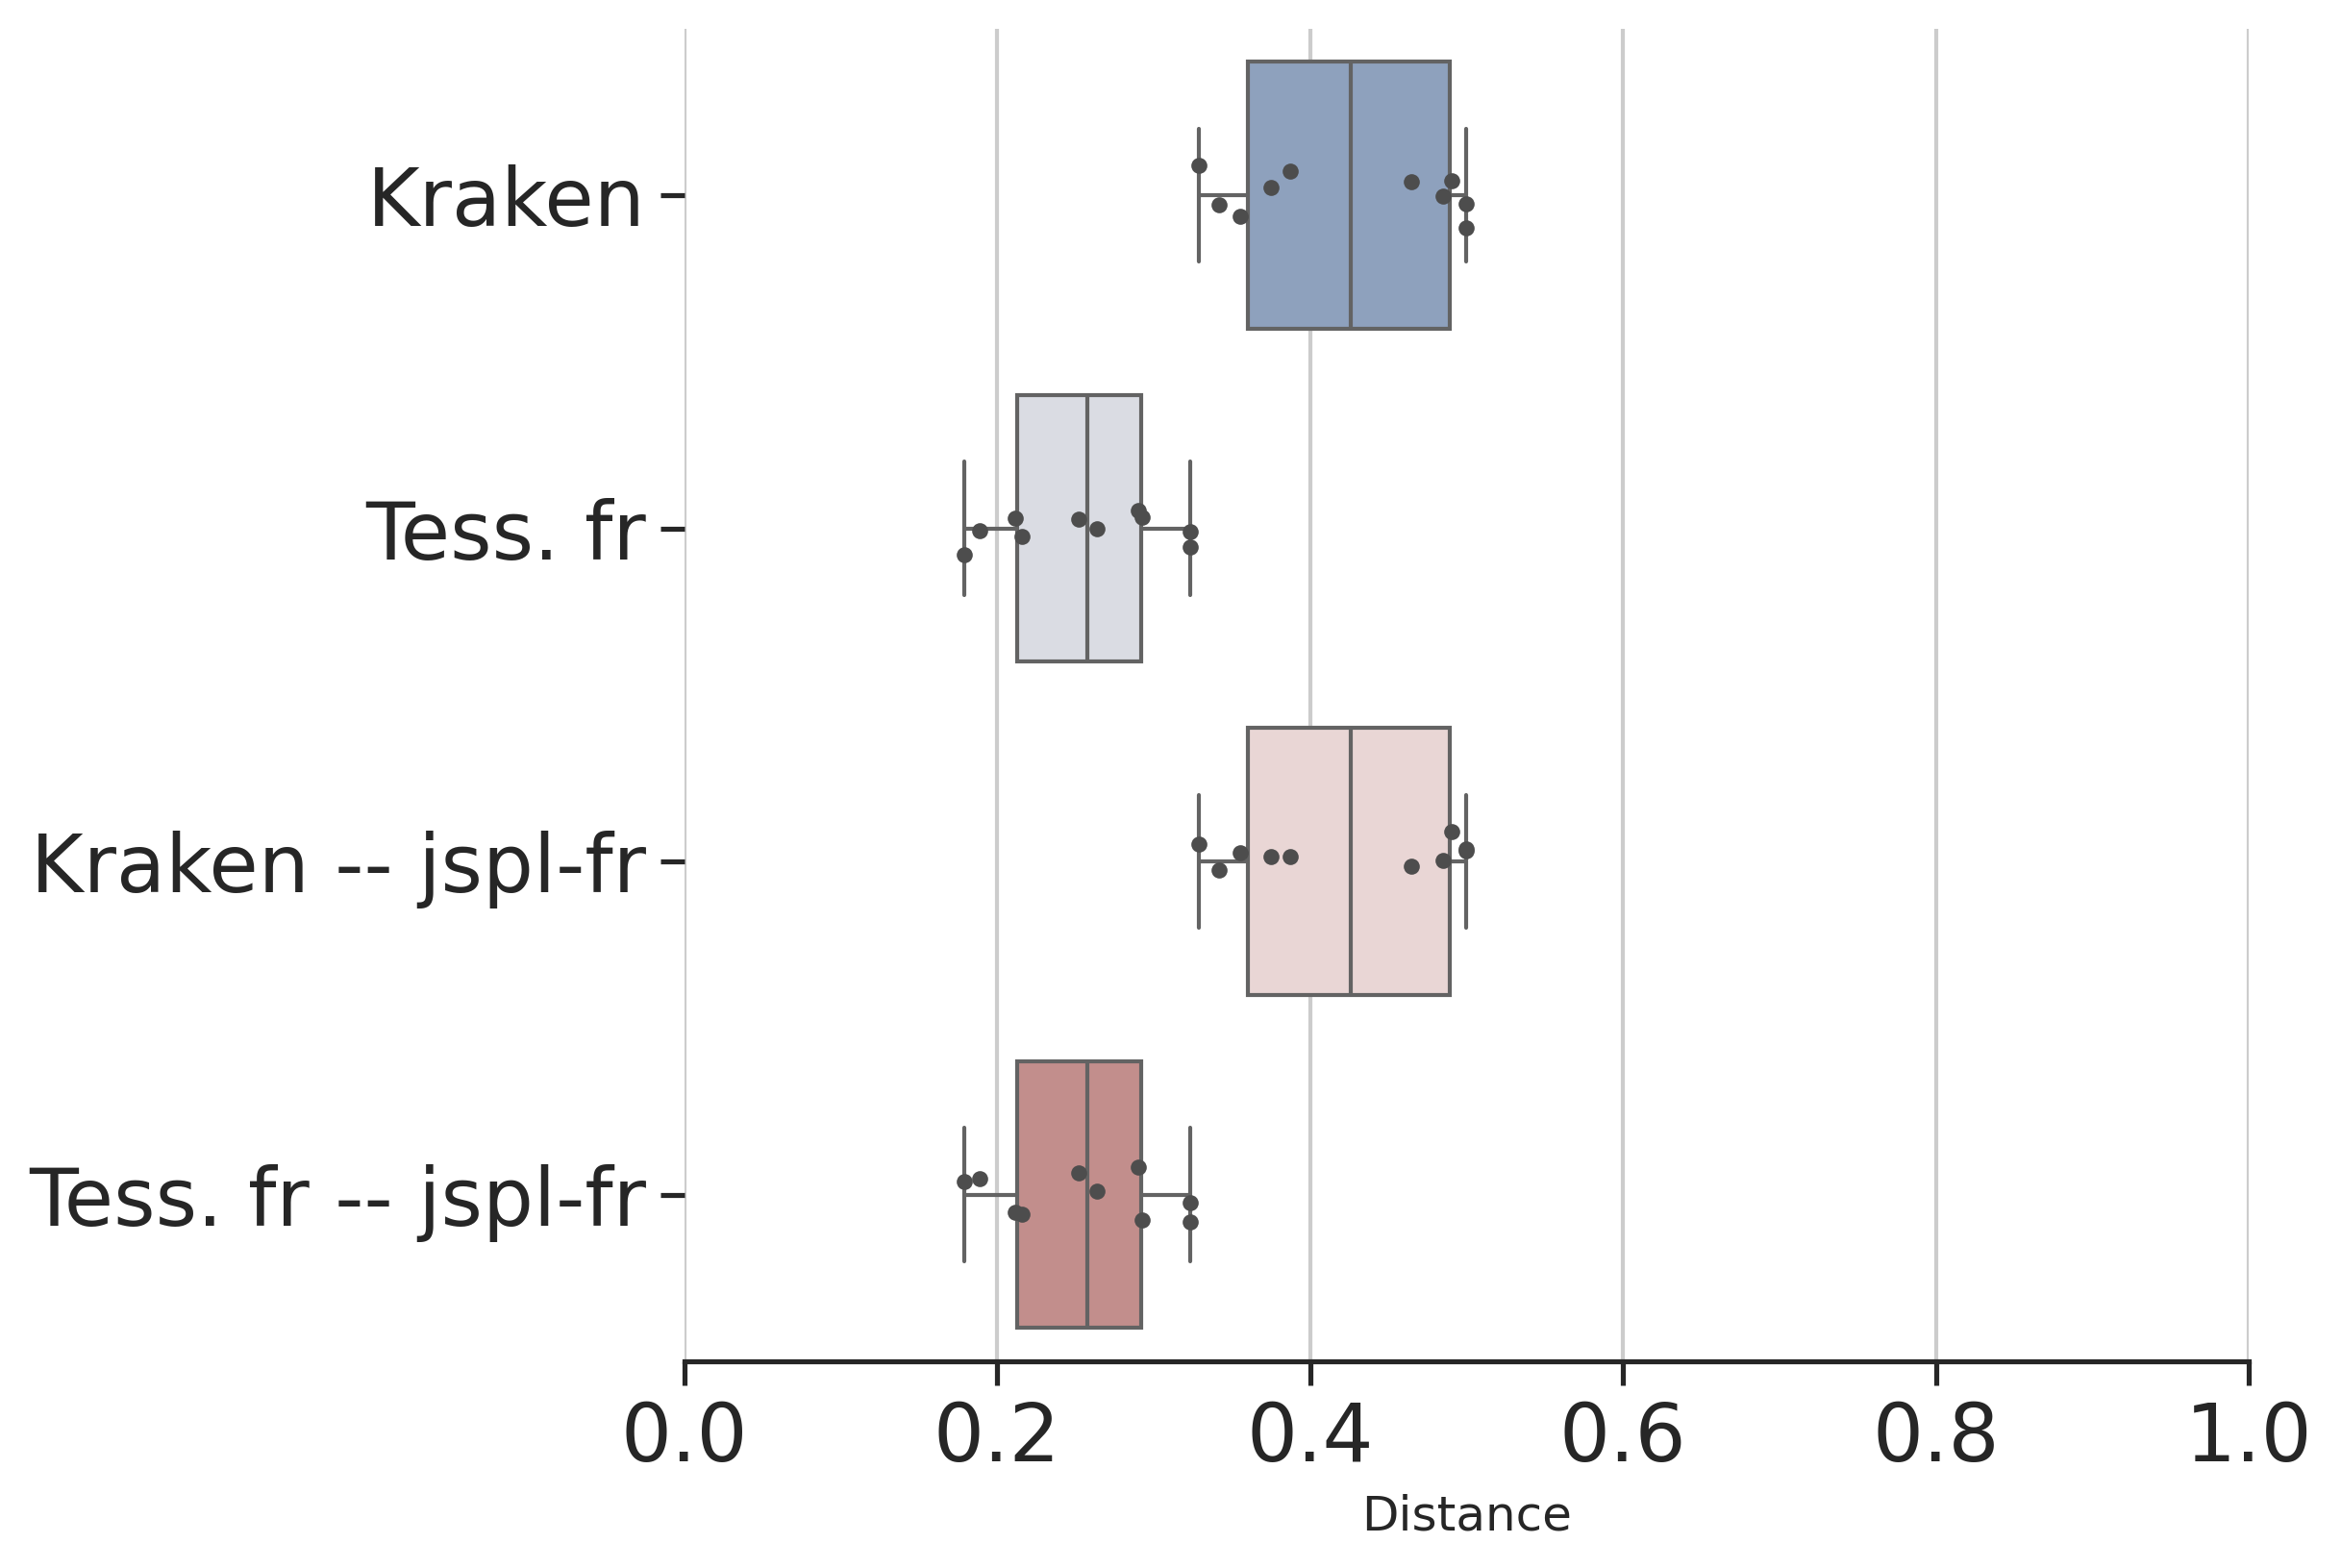 Kraken
Tess. fr
Kraken -- jspl-fr
Tess. fr -- jspl-fr
0.0 0.2 0.4 0.6 0.8 1.0
Distance